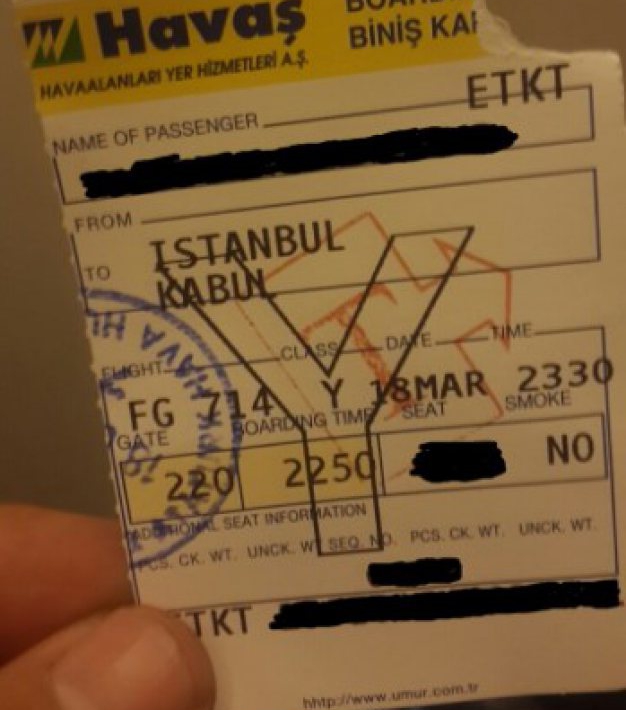 Havaş
BİNİŞ KA
HAVAALANLARI YER HİZMETLERİ A.Ş.
ETKT
NAME OF PASSENGER
FROM
ISTANBUL
TO
KABUL
FLIGHT CLASS DATE TIME
FG 714 Y 18MAR 2330
GATE BOARDING TIME SEAT SMOKE
220 2250 NO
ADDITIONAL SEAT INFORMATION
PCS. CK. WT. UNCK. WT. SEQ. NO. PCS. CK. WT. UNCK. WT.
ETKT
hhtp://www.umur.com.tr